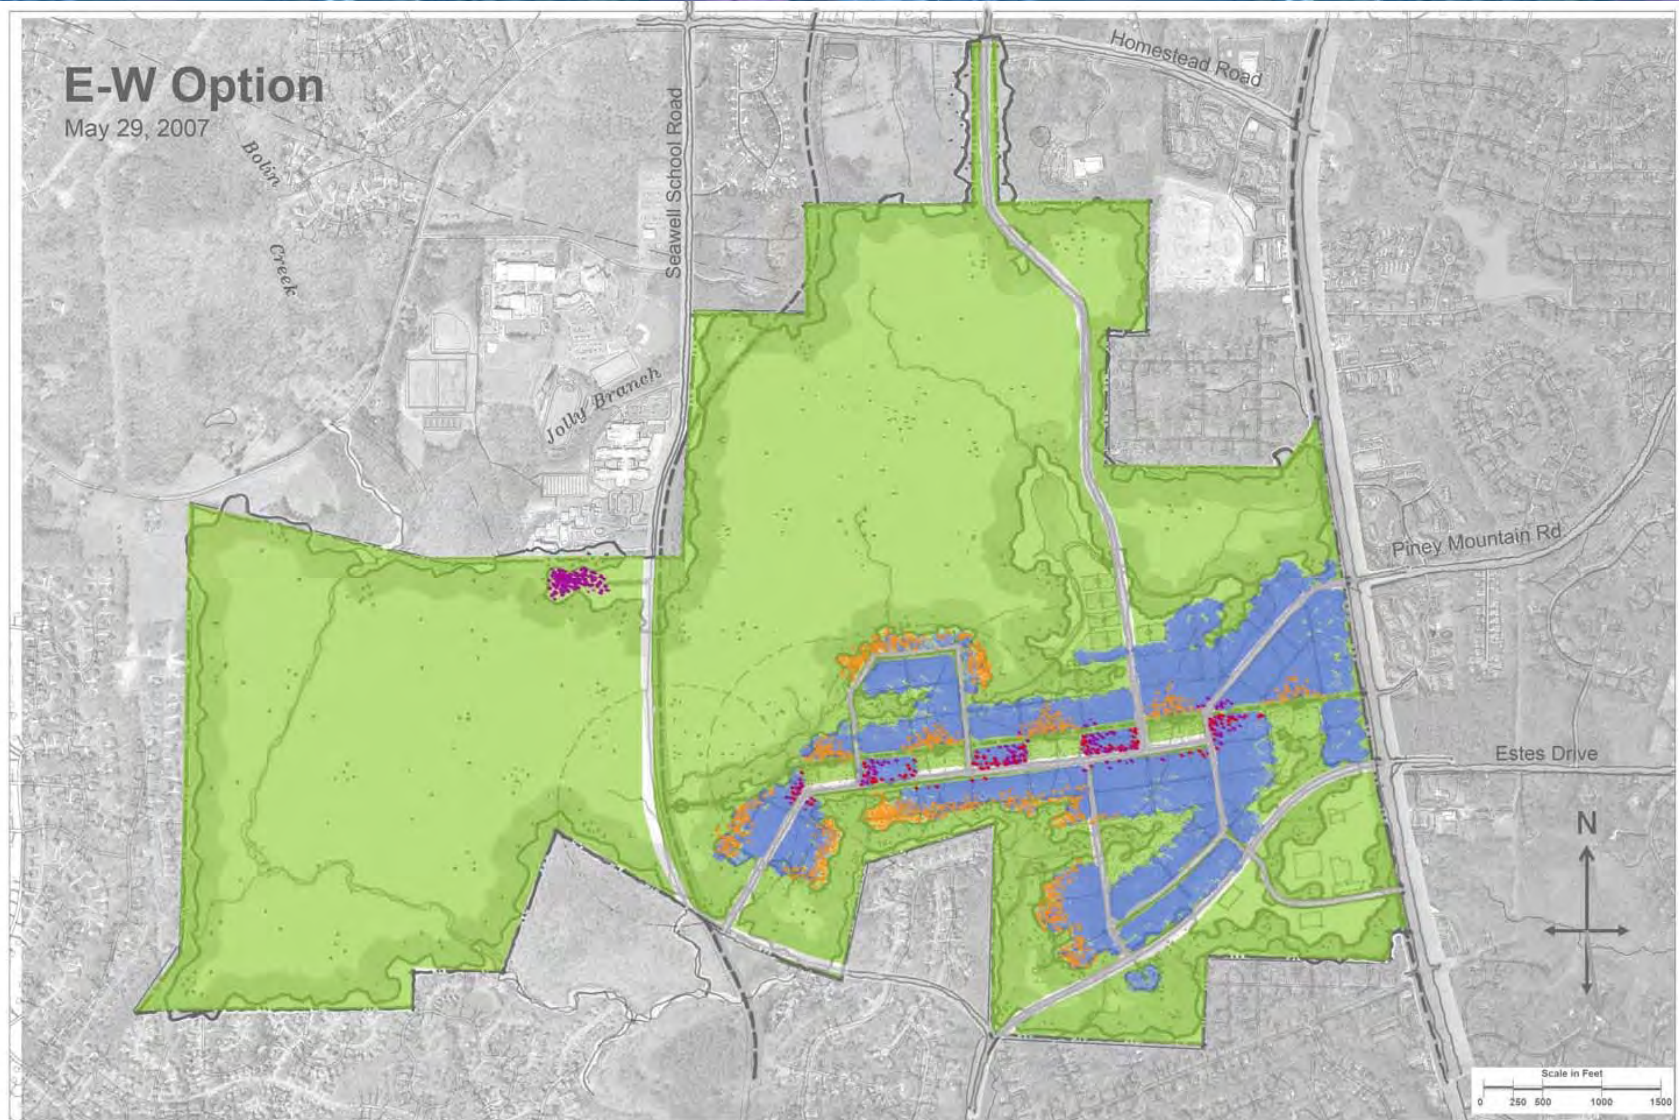 E-W Option
May 29, 2007
Bolin
Creek
Seawell School Road
Homestead Road
Jolly Branch
Piney Mountain Rd
Estes Drive
N
Scale in Feet
0 250 500 1000 1500